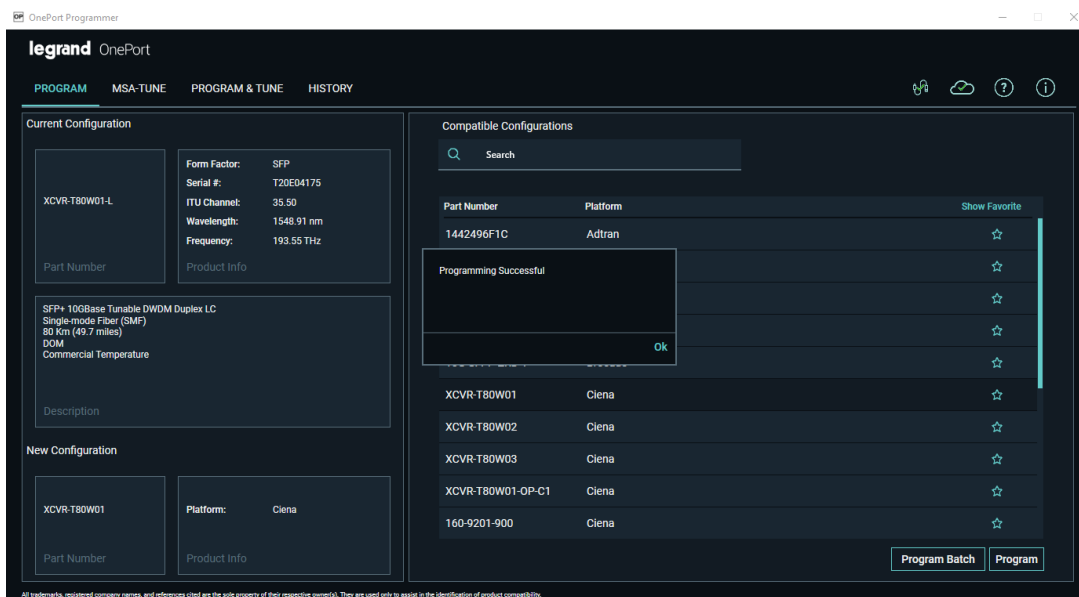 OP OnePort Programmer
legrand OnePort
PROGRAM MSA-TUNE PROGRAM & TUNE HISTORY
Current Configuration
XCVR-T80W01-L
Part Number
Form Factor: SFP
Serial #: T20E04175
ITU Channel: 35.50
Wavelength: 1548.91 nm
Frequency: 193.55 THz
Product Info
SFP+ 10GBase Tunable DWDM Duplex LC
Single-mode Fiber (SMF)
80 Km (49.7 miles)
DOM
Commercial Temperature
Description
New Configuration
XCVR-T80W01
Part Number
Platform: Ciena
Product Info
Compatible Configurations
Search
Part Number Platform Show Favorite
1442496F1C Adtran
Programming Successful
Ok
XCVR-T80W01 Ciena
XCVR-T80W02 Ciena
XCVR-T80W03 Ciena
XCVR-T80W01-OP-C1 Ciena
160-9201-900 Ciena
Program Batch Program
All trademarks, registered company names, and references cited are the sole property of their respective owner(s). They are used only to assist in the identification of product compatibility.